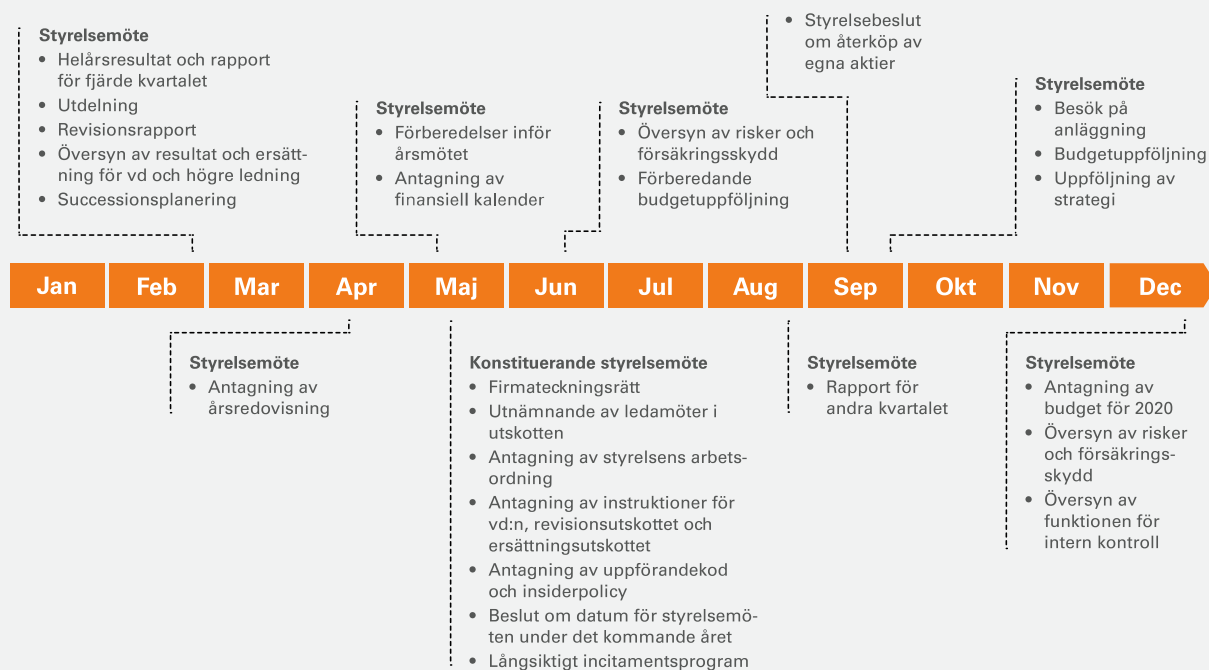 Styrelsemöte
• Helårsresultat och rapport
för fjärde kvartalet
• Utdelning
• Revisionsrapport
• Översyn av resultat och ersätt-
ning för vd och högre ledning
• Successionsplanering
Styrelsemöte
• Förberedelser inför
årsmötet
• Antagning av
finansiell kalender
Styrelsemöte
• Översyn av risker och
försäkringsskydd
• Förberedande
budgetuppföljning
• Styrelsebeslut
om återköp av
egna aktier
Styrelsemöte
• Besök på
anläggning
• Budgetuppföljning
• Uppföljning av
strategi
Jan Feb Mar Apr Maj Jun Jul Aug Sep Okt Nov Dec
Styrelsemöte
• Antagning av
årsredovisning
Konstituerande styrelsemöte
• Firmateckningsrätt
• Utnämnande av ledamöter i
utskotten
• Antagning av styrelsens arbets-
ordning
• Antagning av instruktioner för
vd:n, revisionsutskottet och
ersättningsutskottet
• Antagning av uppförandekod
och insiderpolicy
• Beslut om datum för styrelsemö-
ten under det kommande året
• Långsiktigt incitamentsprogram
Styrelsemöte
• Rapport för
andra kvartalet
Styrelsemöte
• Antagning av
budget för 2020
• Översyn av risker
och försäkrings-
skydd
• Översyn av
funktionen för
intern kontroll